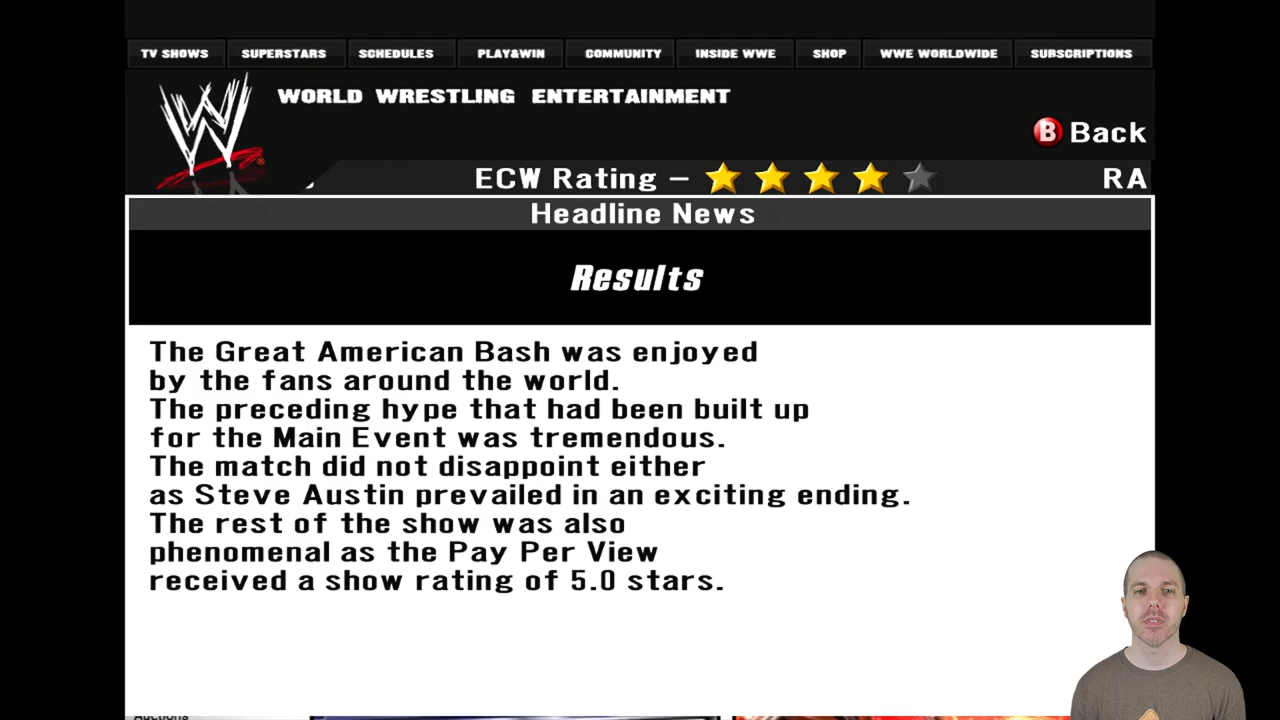 TV SHOWS SUPERSTARS SCHEDULES PLAY&WIN COMMUNITY INSIDE WWE SHOP WWE WORLDWIDE SUBSCRIPTIONS
WORLD WRESTLING ENTERTAINMENT
B Back
ECW Rating – RA
Headline News
Results
The Great American Bash was enjoyed
by the fans around the world.
The preceding hype that had been built up
for the Main Event was tremendous.
The match did not disappoint either
as Steve Austin prevailed in an exciting ending.
The rest of the show was also
phenomenal as the Pay Per View
received a show rating of 5.0 stars.
Auctions